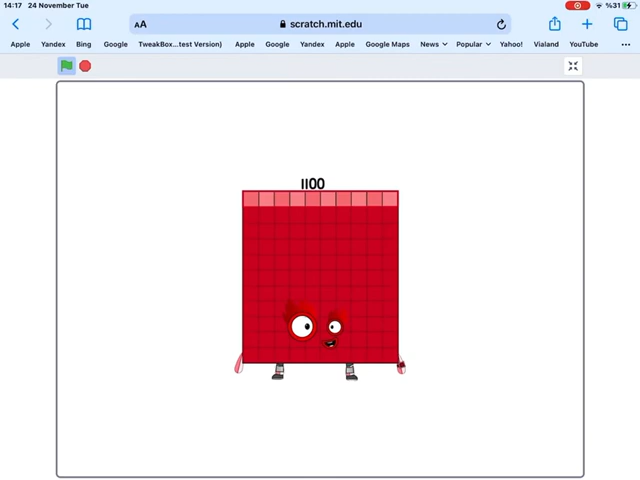 14:17 24 November Tue %31
AA scratch.mit.edu
Apple Yandex Bing Google TweakBox...test Version) Apple Google Yandex Apple Google Maps News Popular Yahoo! Vialand YouTube ...
1100